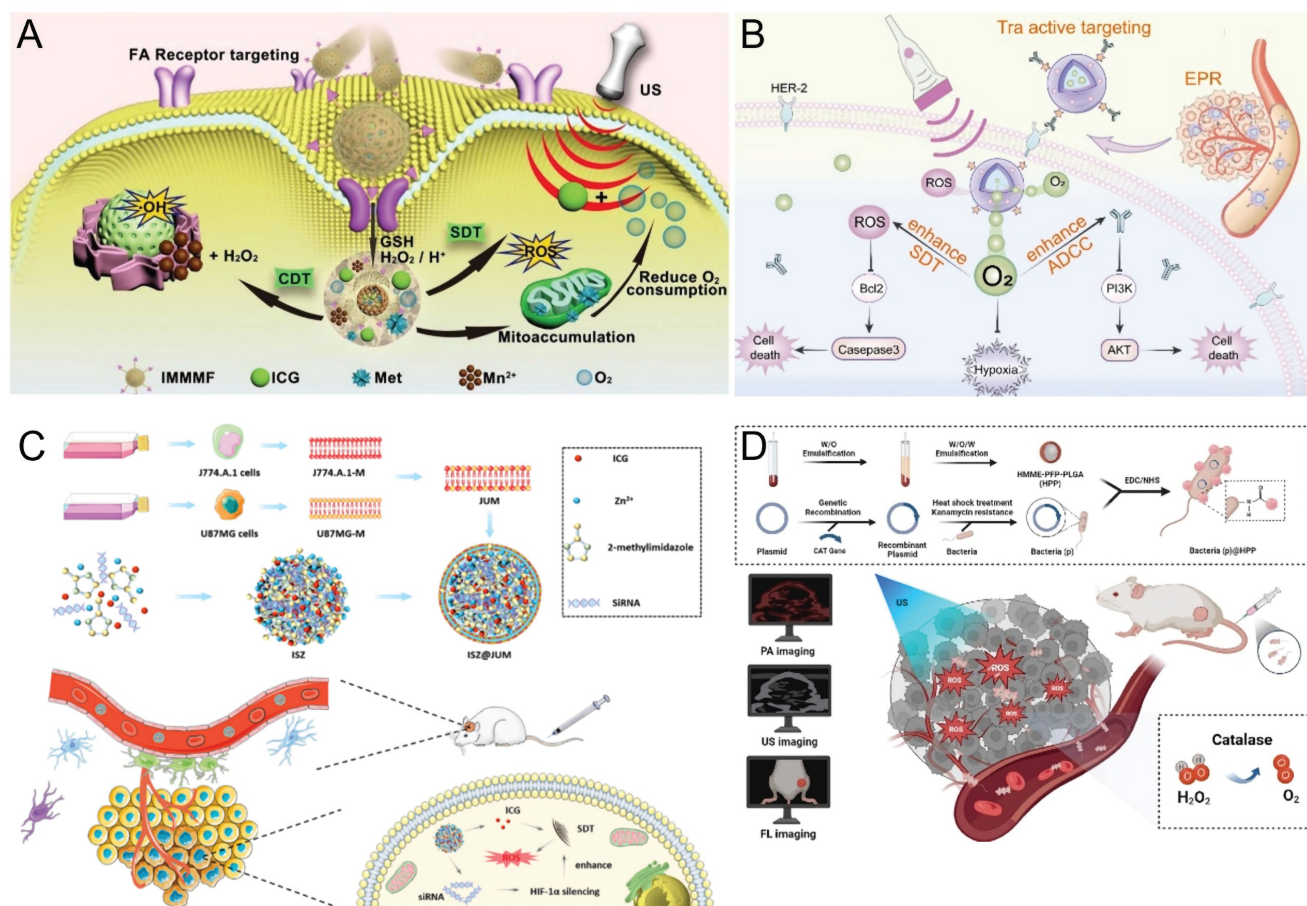 A
FA Receptor targeting
US
·OH
+ H₂O₂
CDT
GSH
H₂O₂ / H⁺
SDT
ROS
+
Reduce O₂
consumption
Mitoaccumulation
IMMMF
ICG
Met
Mn²⁺
O₂
B
Tra active targeting
HER-2
EPR
ROS
O₂
ROS
enhance
SDT
enhance
ADCC
O₂
Bcl2
PI3K
Cell
death
Casepase3
Hypoxia
AKT
Cell
death
C
J774.A.1 cells
J774.A.1-M
U87MG cells
U87MG-M
JUM
ISZ
ISZ@JUM
ICG
Zn²⁺
2-methylimidazole
SiRNA
ICG
SDT
ROS
enhance
siRNA
HIF-1α silencing
D
W/O
Emulsification
W/O/W
Emulsification
HMME-PFP-PLGA
(HPP)
EDC/NHS
Genetic
Recombination
Heat shock treatment
Kanamycin resistance
CAT Gene
Plasmid
Recombinant
Plasmid
Bacteria
Bacteria (p)
N
H
C
O
Bacteria (p)@HPP
PA imaging
US imaging
FL imaging
US
ROS
ROS
ROS
ROS
ROS
Catalase
H
H
O
O
O
O
H₂O₂
O₂